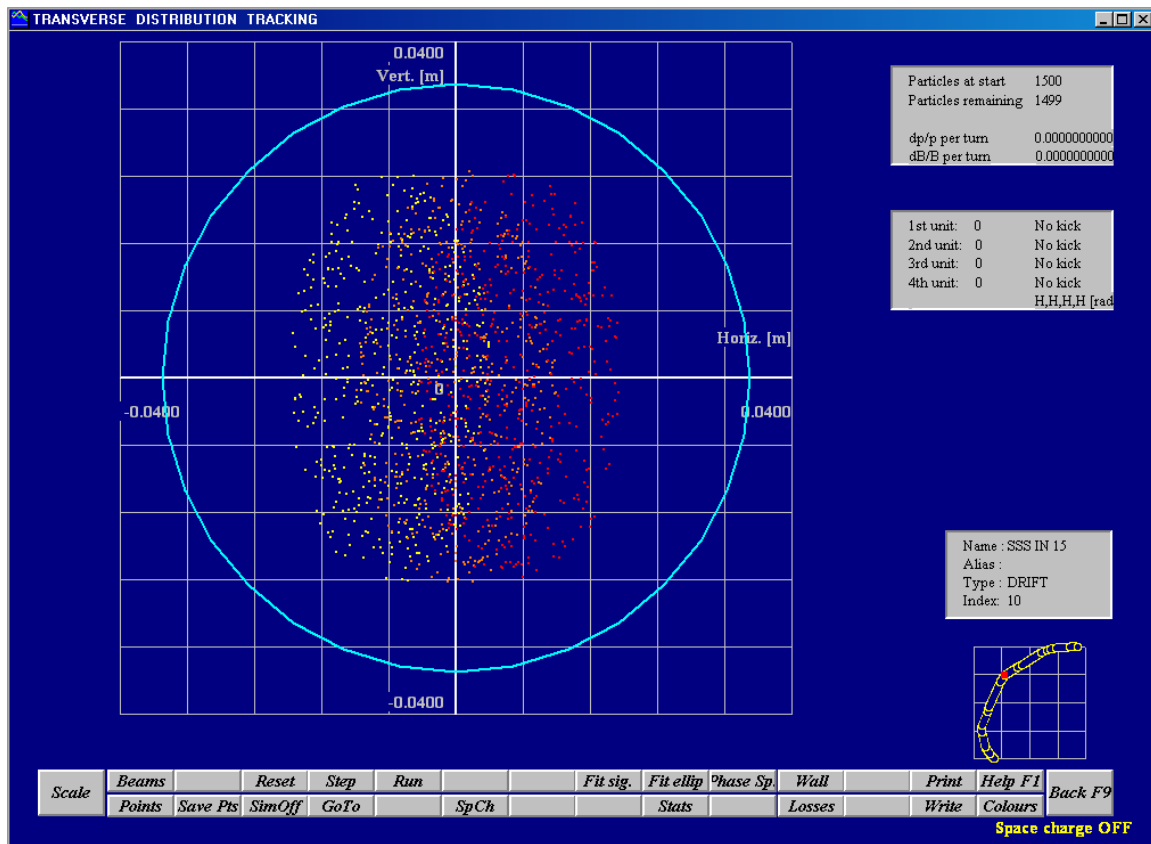 TRANSVERSE DISTRIBUTION TRACKING
0.0400
Vert. [m]
Horiz. [m]
0
-0.0400
0.0400
-0.0400
Particles at start 1500
Particles remaining 1499
dp/p per turn 0.0000000000
dB/B per turn 0.0000000000
1st unit: 0 No kick
2nd unit: 0 No kick
3rd unit: 0 No kick
4th unit: 0 No kick
H,H,H,H [rad
Name : SSS IN 15
Alias :
Type : DRIFT
Index: 10
Scale
Beams Reset Step Run Fit sig. Fit ellip Phase Sp. Wall Print Help F1
Points Save Pts SimOff GoTo SpCh Stats Losses Write Colours
Back F9
Space charge OFF